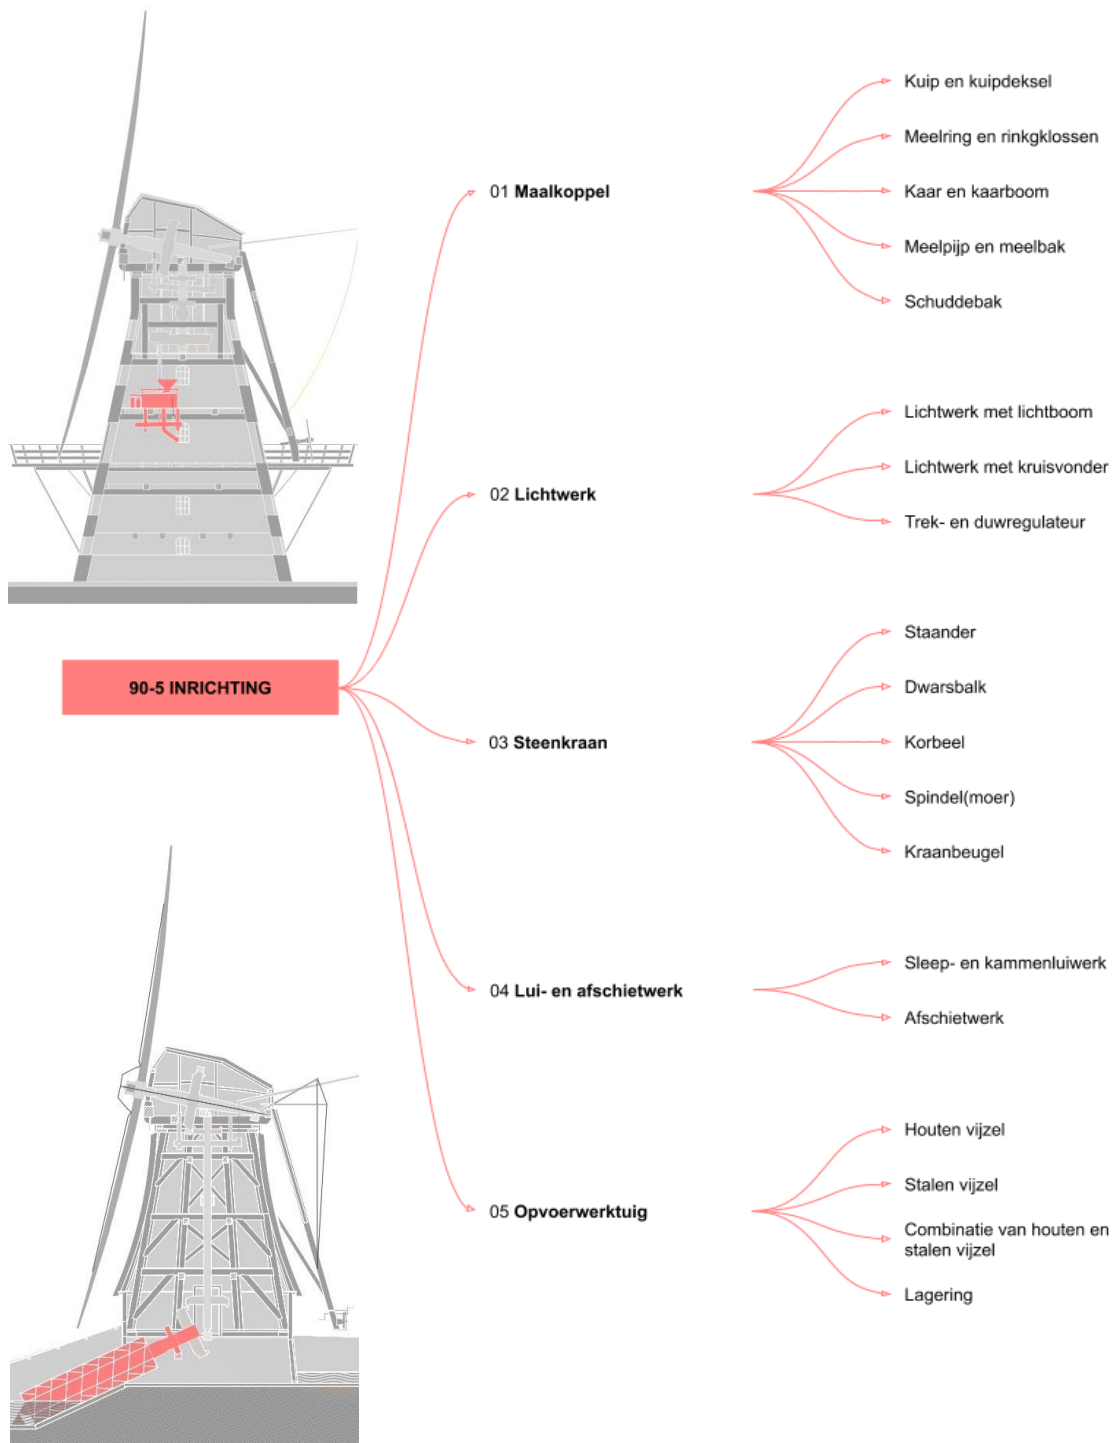 90-5 INRICHTING
01 Maalkoppel
Kuip en kuipdeksel
Meelring en rinkgklossen
Kaar en kaarboom
Meelpijp en meelbak
Schuddebak
02 Lichtwerk
Lichtwerk met lichtboom
Lichtwerk met kruisvonder
Trek- en duwregulateur
03 Steenkraan
Staander
Dwarsbalk
Korbeel
Spindel(moer)
Kraanbeugel
04 Lui- en afschietwerk
Sleep- en kammenluiwerk
Afschietwerk
05 Opvoerwerktuig
Houten vijzel
Stalen vijzel
Combinatie van houten en
stalen vijzel
Lagering